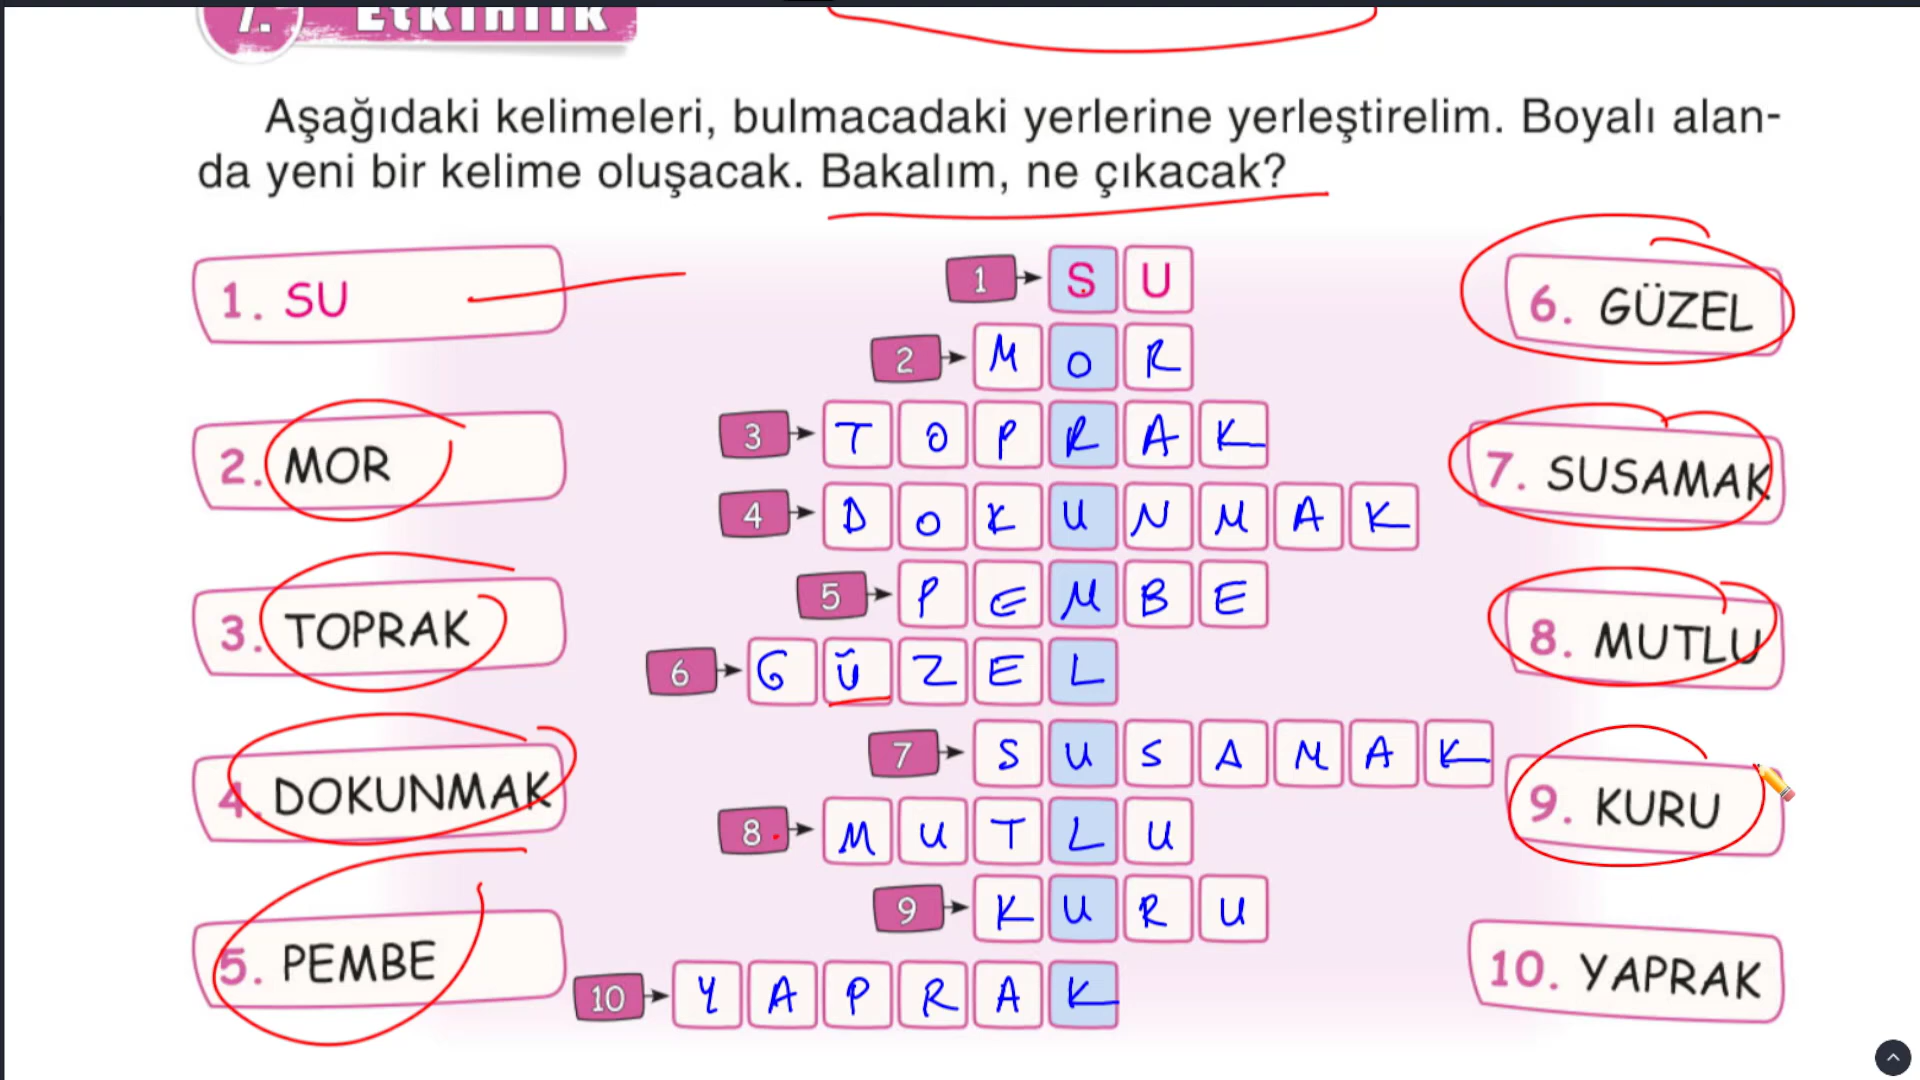 7. Etkinlik
Aşağıdaki kelimeleri, bulmacadaki yerlerine yerleştirelim. Boyalı alan-
da yeni bir kelime oluşacak. Bakalım, ne çıkacak?
1. SU
2. MOR
3. TOPRAK
4. DOKUNMAK
5. PEMBE
1 S U
2 M O R
3 T O P R A K
4 D O K U N M A K
5 P E M B E
6 G Ü Z E L
7 S U S A M A K
8 M U T L U
9 K U R U
10 Y A P R A K
6. GÜZEL
7. SUSAMAK
8. MUTLU
9. KURU
10. YAPRAK